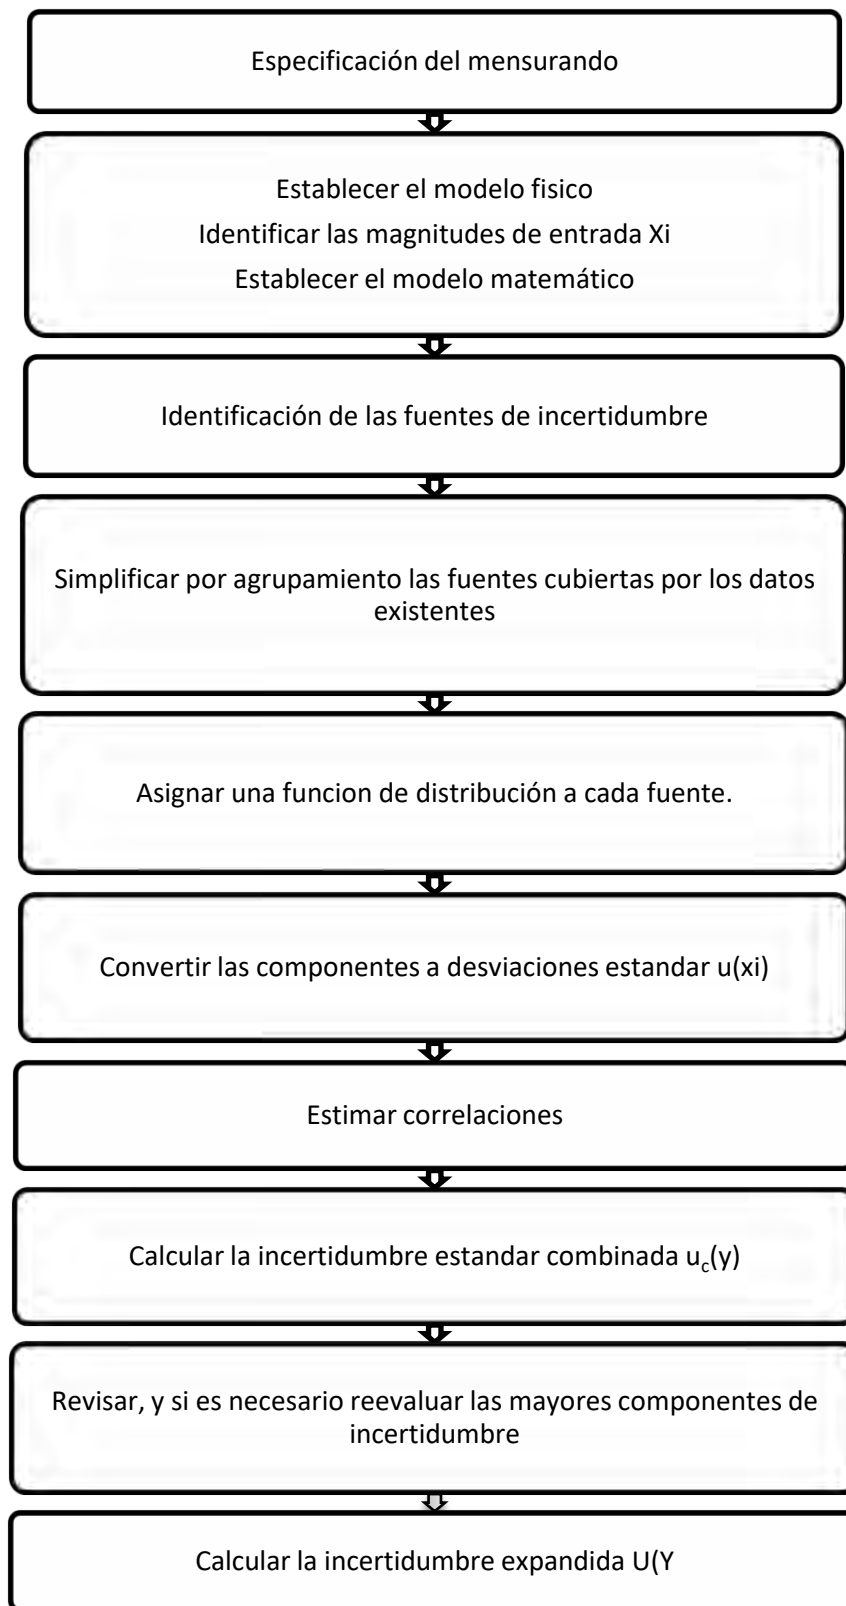 Especificación del mensurando
Establecer el modelo fisico
Identificar las magnitudes de entrada Xi
Establecer el modelo matemático
Identificación de las fuentes de incertidumbre
Simplificar por agrupamiento las fuentes cubiertas por los datos
existentes
Asignar una funcion de distribución a cada fuente.
Convertir las componentes a desviaciones estandar u(xi)
Estimar correlaciones
Calcular la incertidumbre estandar combinada u_c(y)
Revisar, y si es necesario reevaluar las mayores componentes de
incertidumbre
Calcular la incertidumbre expandida U(Y